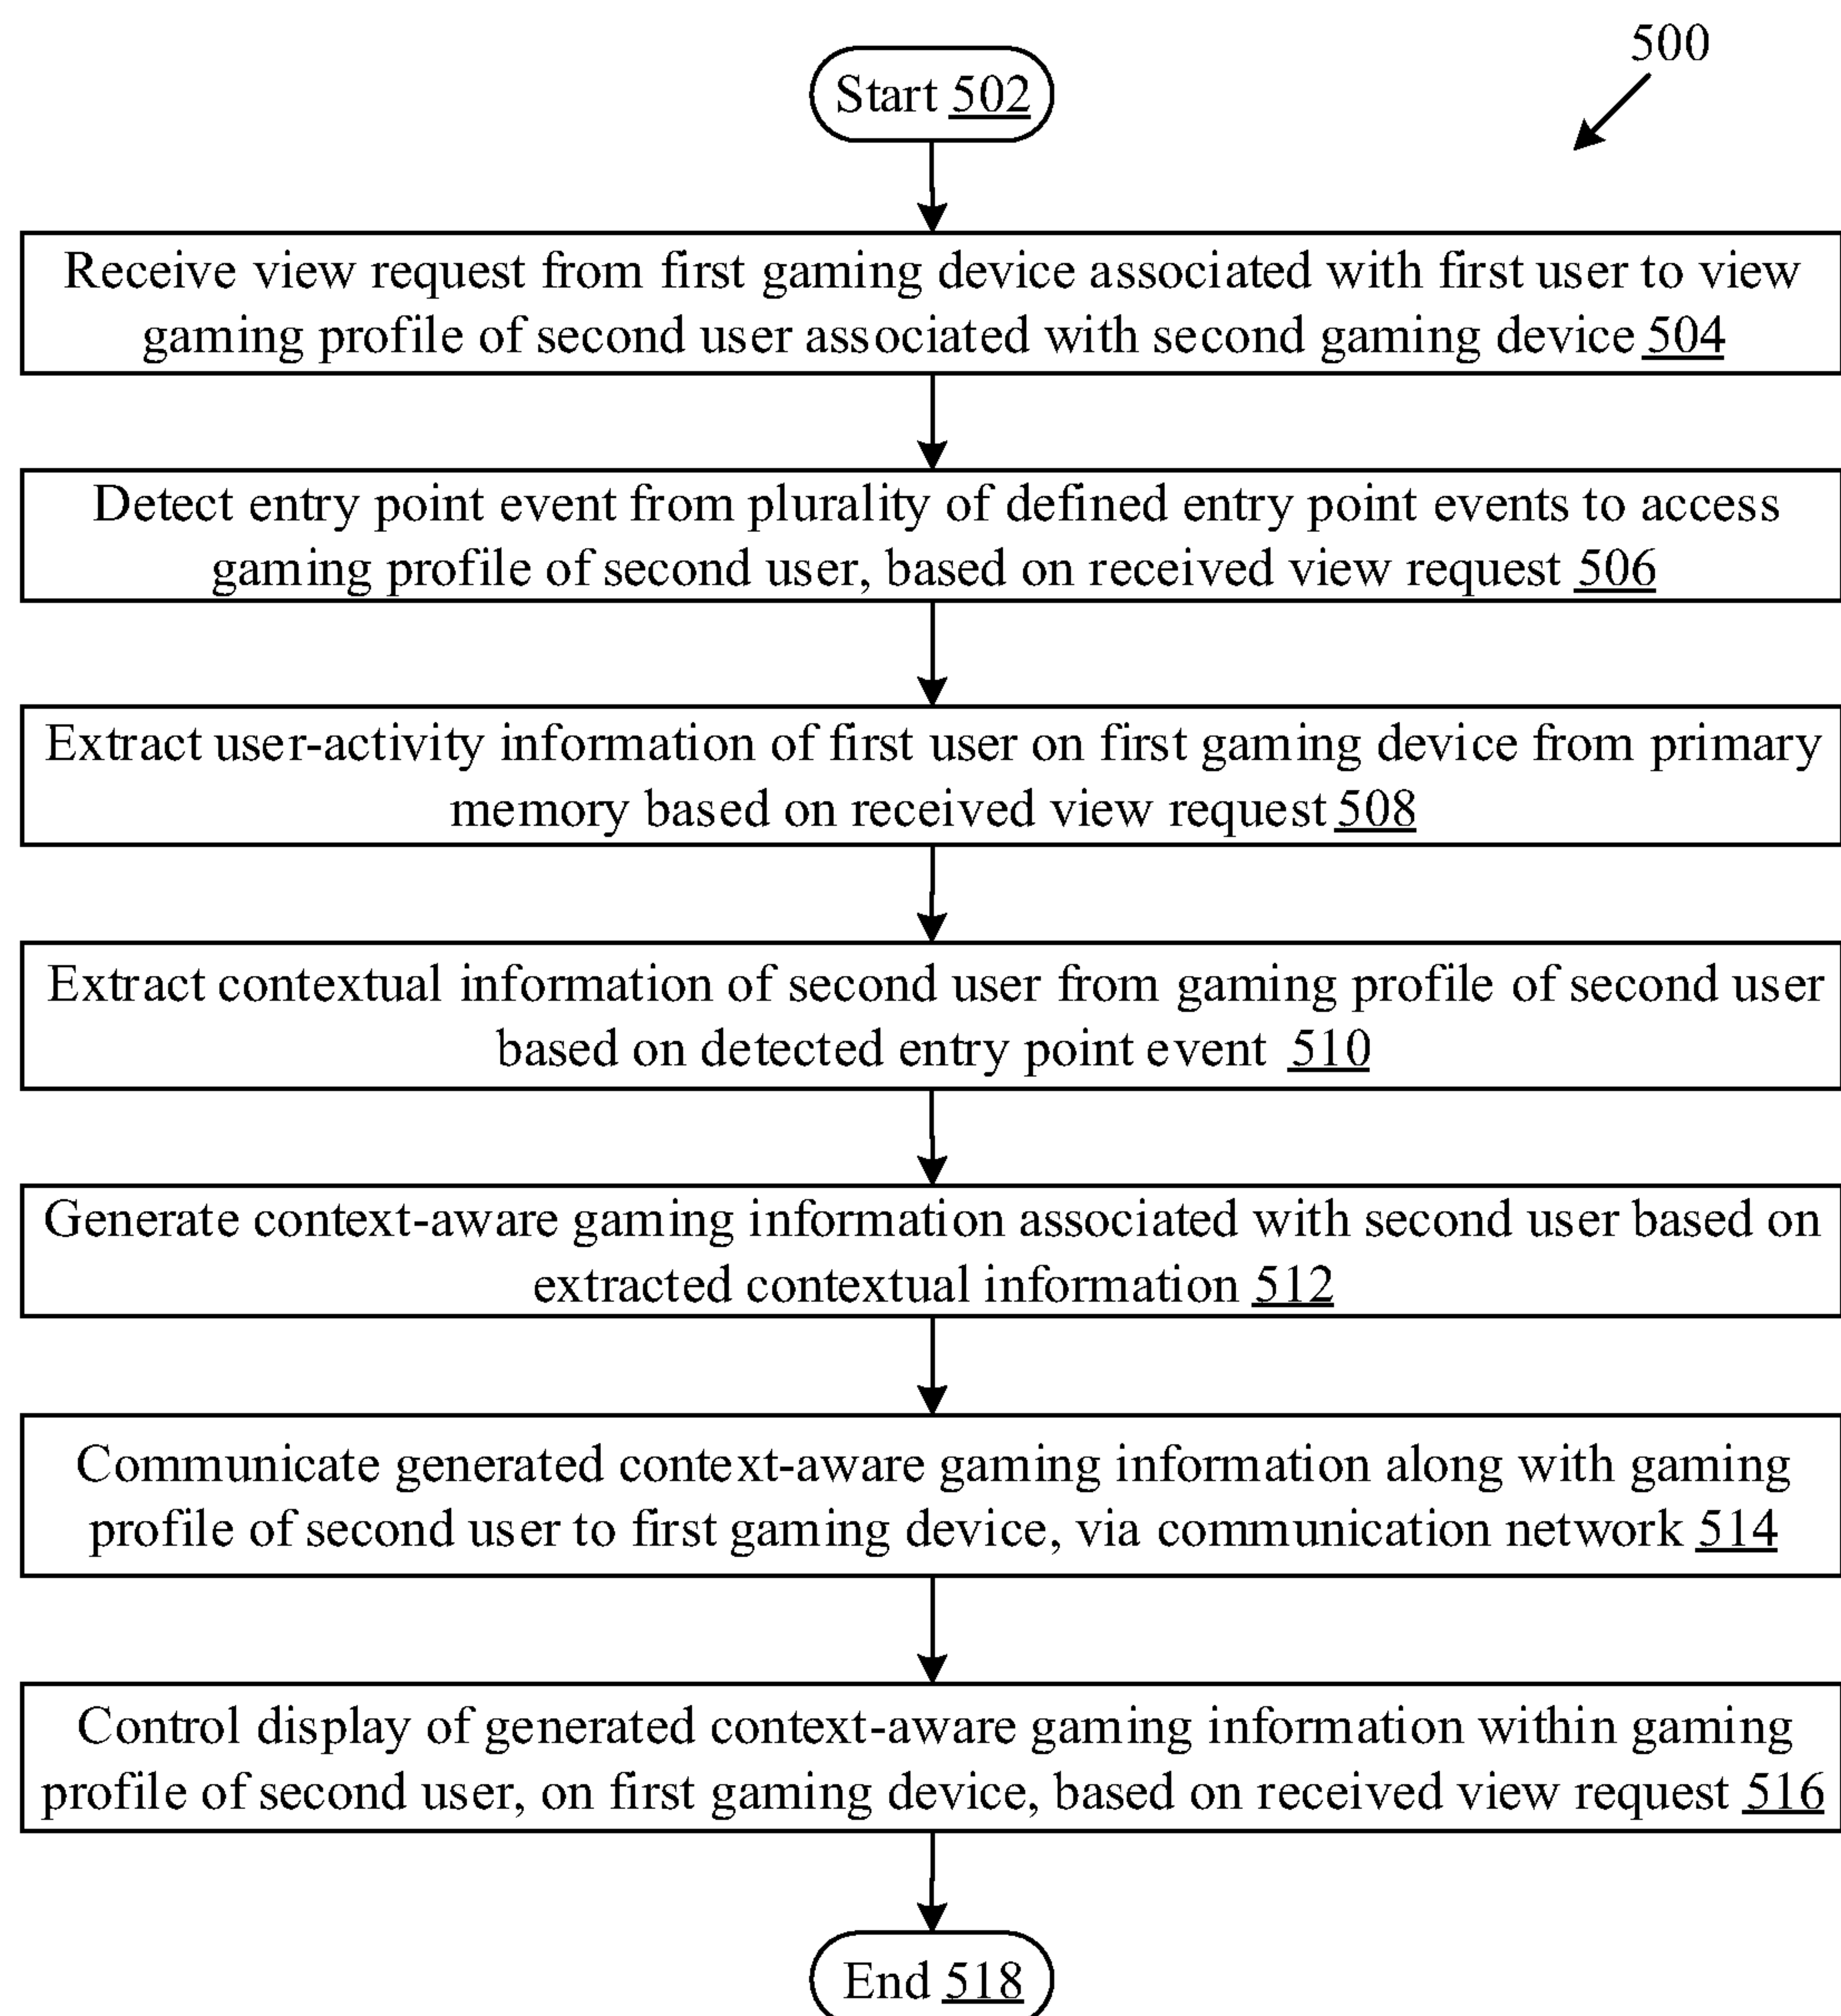 500
Start 502
Receive view request from first gaming device associated with first user to view
gaming profile of second user associated with second gaming device 504
Detect entry point event from plurality of defined entry point events to access
gaming profile of second user, based on received view request 506
Extract user-activity information of first user on first gaming device from primary
memory based on received view request 508
Extract contextual information of second user from gaming profile of second user
based on detected entry point event 510
Generate context-aware gaming information associated with second user based on
extracted contextual information 512
Communicate generated context-aware gaming information along with gaming
profile of second user to first gaming device, via communication network 514
Control display of generated context-aware gaming information within gaming
profile of second user, on first gaming device, based on received view request 516
End 518